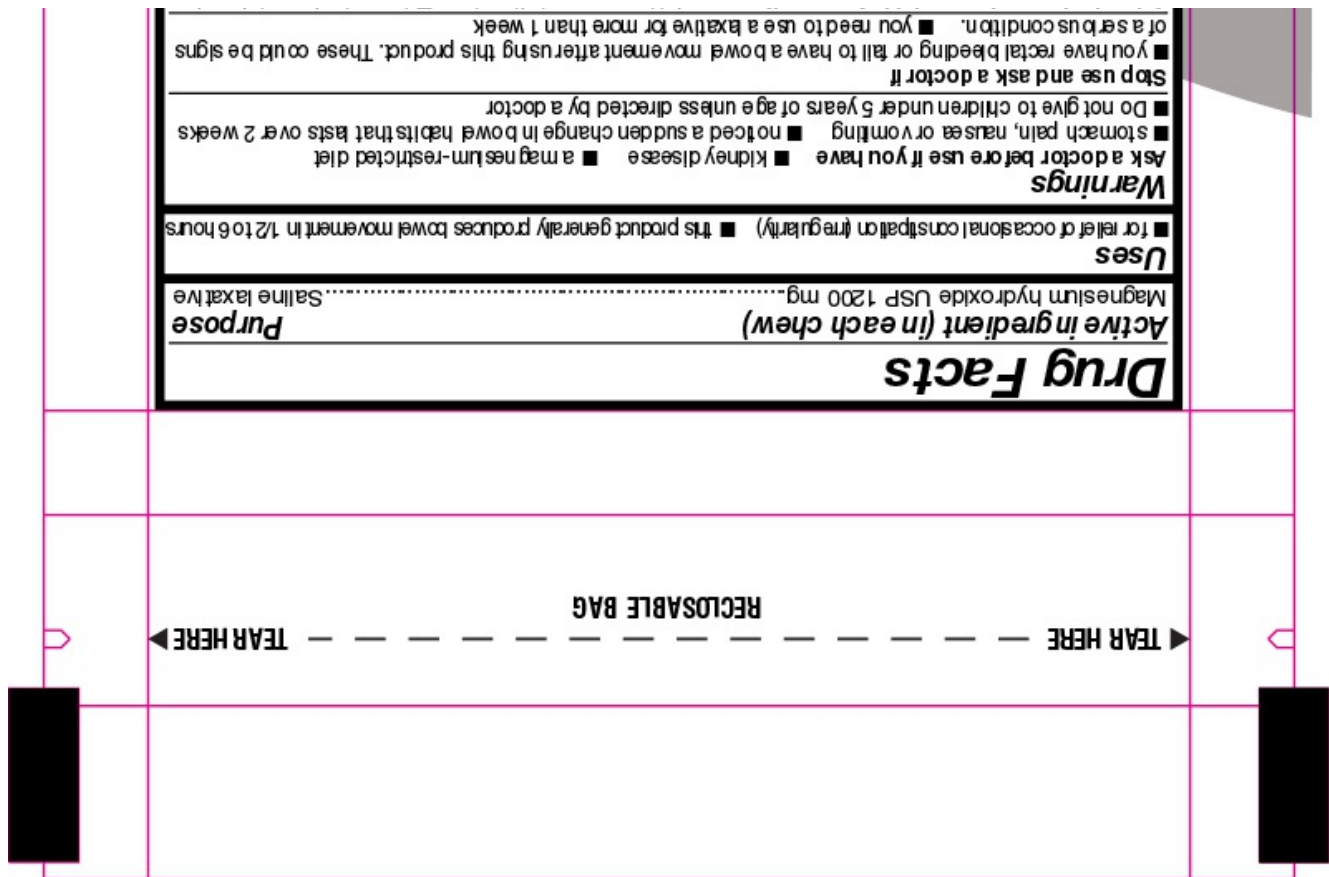 TEAR HERE TEAR HERE
RECLOSABLE BAG
Drug Facts
Active ingredient (in each chew) Purpose
Magnesium hydroxide USP 1200 mg........................................................Saline laxative
Uses
■ for relief of occasional constipation (irregularity) ■ this product generally produces bowel movement in 1/2 to 6 hours
Warnings
Ask a doctor before use if you have ■ kidney disease ■ a magnesium-restricted diet
■ stomach pain, nausea or vomiting ■ noticed a sudden change in bowel habits that lasts over 2 weeks
■ Do not give to children under 5 years of age unless directed by a doctor
Stop use and ask a doctor if
■ you have rectal bleeding or fail to have a bowel movement after using this product. These could be signs
of a serious condition. ■ you need to use a laxative for more than 1 week